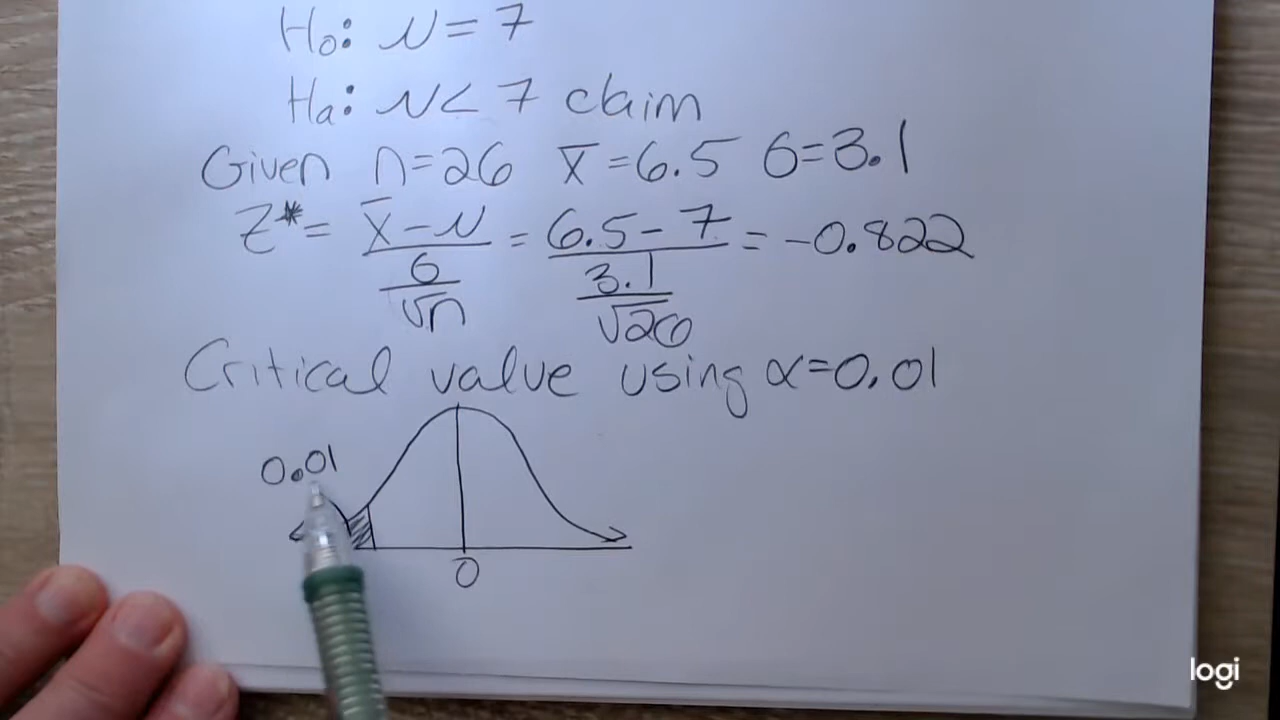 H₀: μ = 7
Hₐ: μ < 7 claim
Given n=26 x̄=6.5 σ=3.1
Z* = (x̄ - μ)/(σ/√n) = (6.5 - 7)/(3.1/√26) = -0.822
Critical value using α=0.01
0.01
0
logi